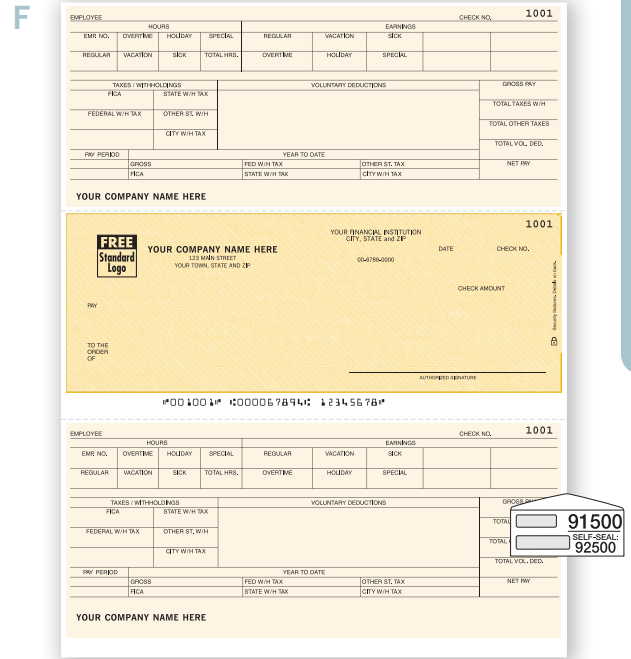 F
EMPLOYEE CHECK NO. 1001
HOURS EARNINGS
EMP. NO. OVERTIME HOLIDAY SPECIAL REGULAR VACATION SICK
REGULAR VACATION SICK TOTAL HRS. OVERTIME HOLIDAY SPECIAL
TAXES / WITHHOLDINGS VOLUNTARY DEDUCTIONS GROSS PAY
FICA STATE W/H TAX
TOTAL TAXES W/H
FEDERAL W/H TAX OTHER ST. W/H
TOTAL OTHER TAXES
CITY W/H TAX
TOTAL VOL. DED.
PAY PERIOD YEAR TO DATE NET PAY
GROSS FED W/H TAX OTHER ST. TAX
FICA STATE W/H TAX CITY W/H TAX
YOUR COMPANY NAME HERE
1001
FREE
Standard
Logo
YOUR COMPANY NAME HERE
123 MAIN STREET
YOUR TOWN, STATE AND ZIP
YOUR FINANCIAL INSTITUTION
CITY, STATE and ZIP
00-6789-0000
DATE CHECK NO.
CHECK AMOUNT
PAY
TO THE
ORDER
OF
Security features. Details on back.
AUTHORIZED SIGNATURE
⑈001001⑈ ⑆000067894⑆ 12345678⑈
EMPLOYEE CHECK NO. 1001
HOURS EARNINGS
EMP. NO. OVERTIME HOLIDAY SPECIAL REGULAR VACATION SICK
REGULAR VACATION SICK TOTAL HRS. OVERTIME HOLIDAY SPECIAL
TAXES / WITHHOLDINGS VOLUNTARY DEDUCTIONS GROSS
FICA STATE W/H TAX
TOTAL
FEDERAL W/H TAX OTHER ST. W/H
TOTAL
CITY W/H TAX
TOTAL VOL. DED.
PAY PERIOD YEAR TO DATE NET PAY
GROSS FED W/H TAX OTHER ST. TAX
FICA STATE W/H TAX CITY W/H TAX
YOUR COMPANY NAME HERE
91500
SELF-SEAL:
92500